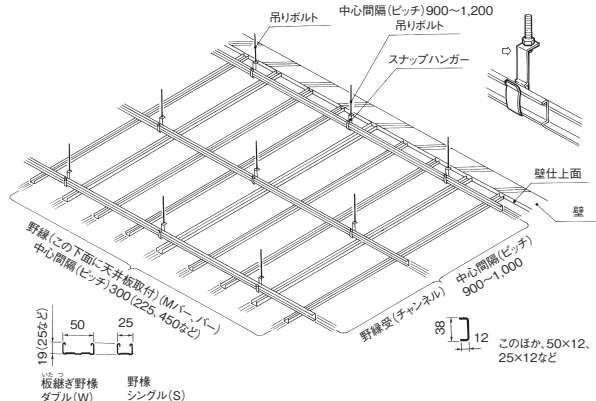 吊りボルト
中心間隔(ピッチ)900～1,200
吊りボルト
スナップハンガー
壁仕上面
壁
野縁(この下面に天井板取付)(Mバー、バー)
中心間隔(ピッチ)300(225、450など)
野縁受(チャンネル)
中心間隔(ピッチ)
900～1,000
50
25
19(25など)
38
12
このほか、50×12、
25×12など
いたつ
板継ぎ野椽
ダブル(W)
野椽
シングル(S)